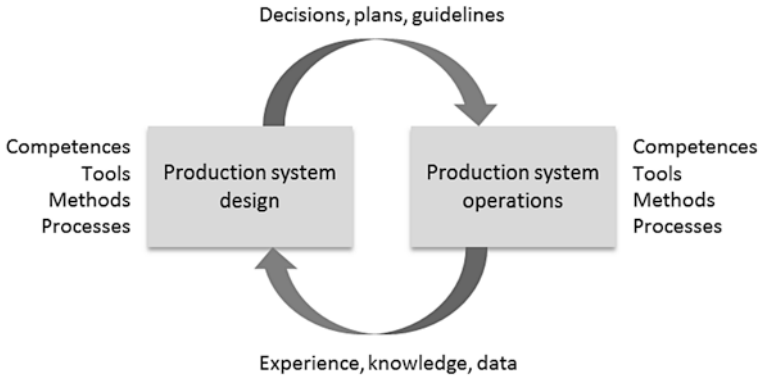 Decisions, plans, guidelines
Competences
Tools
Methods
Processes
Production system
design
Production system
operations
Competences
Tools
Methods
Processes
Experience, knowledge, data